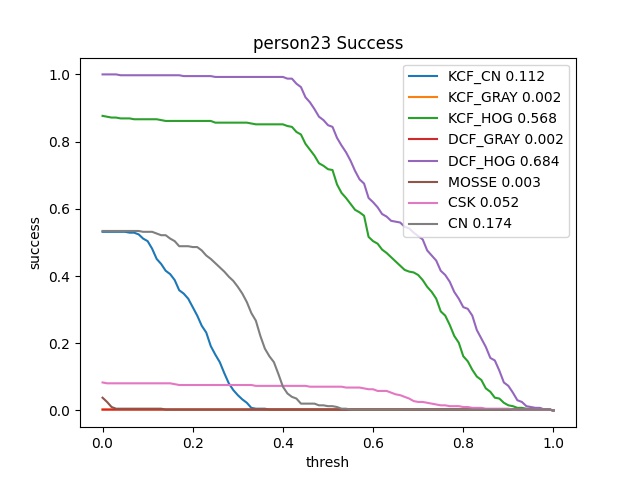 person23 Success
1.0
0.8
0.6
0.4
0.2
0.0
success
KCF_CN 0.112
KCF_GRAY 0.002
KCF_HOG 0.568
DCF_GRAY 0.002
DCF_HOG 0.684
MOSSE 0.003
CSK 0.052
CN 0.174
0.0 0.2 0.4 0.6 0.8 1.0
thresh